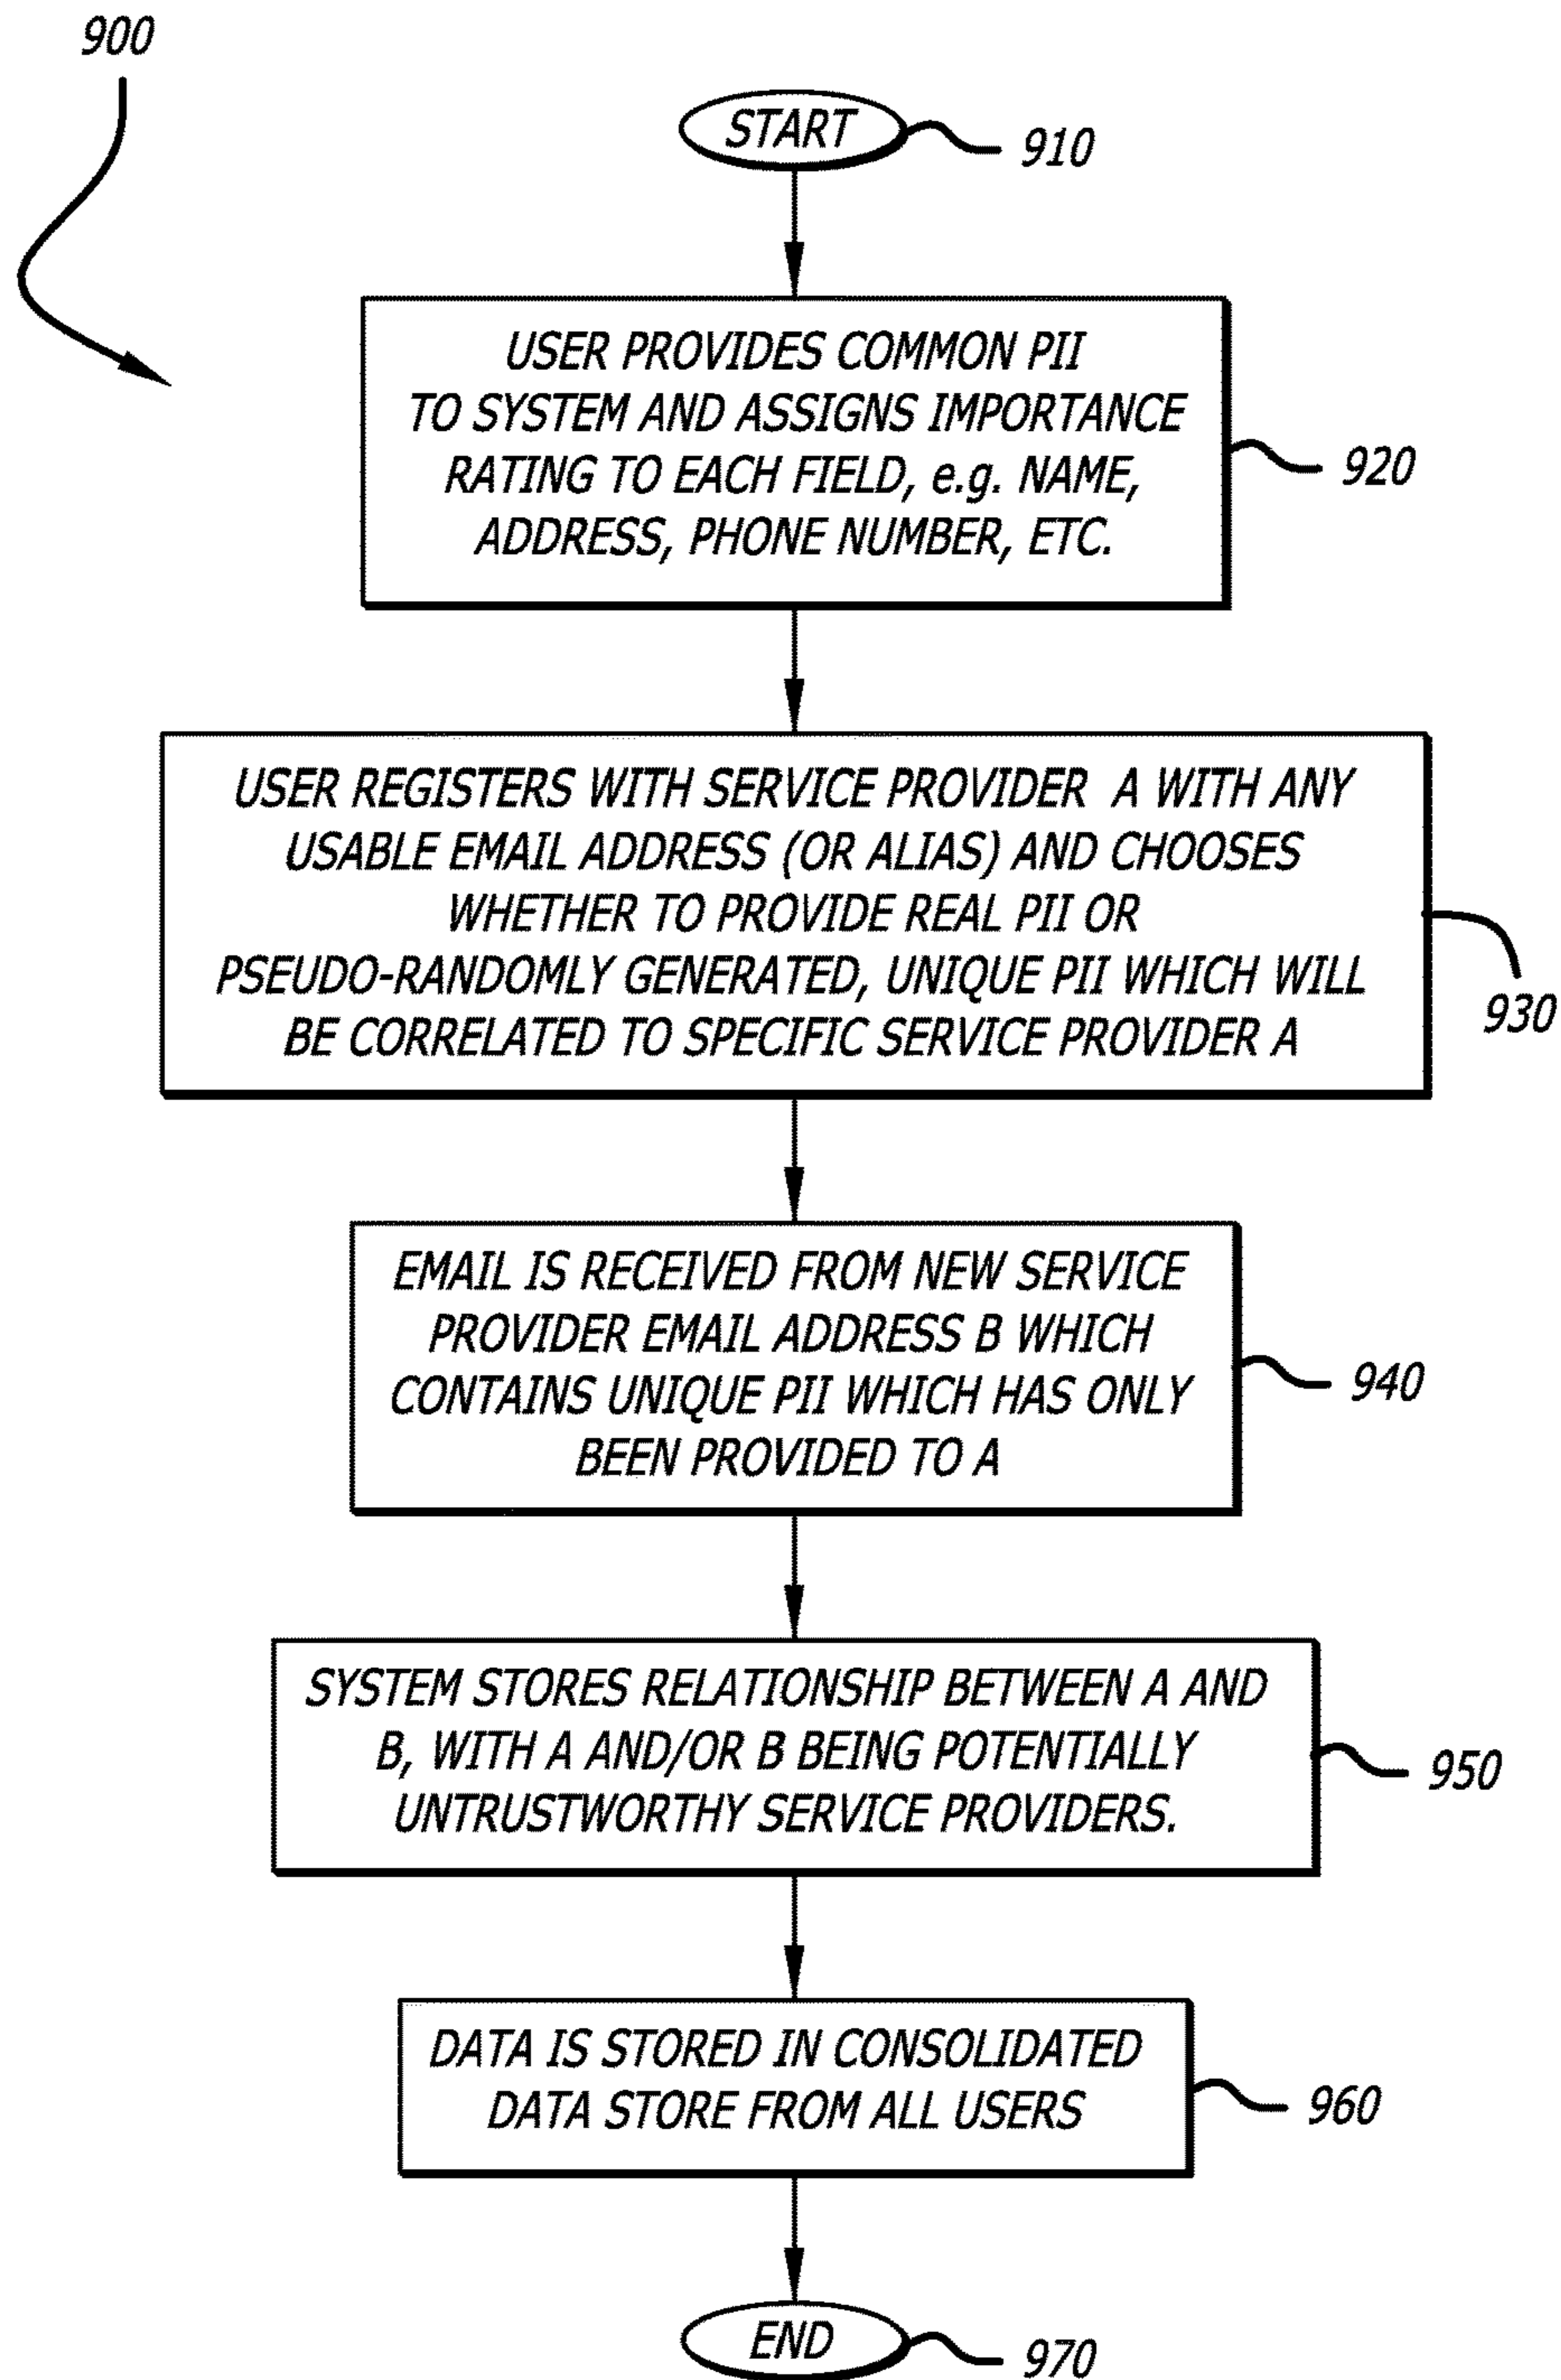 900
START
910
USER PROVIDES COMMON PII
TO SYSTEM AND ASSIGNS IMPORTANCE
RATING TO EACH FIELD, e.g. NAME,
ADDRESS, PHONE NUMBER, ETC.
920
USER REGISTERS WITH SERVICE PROVIDER A WITH ANY
USABLE EMAIL ADDRESS (OR ALIAS) AND CHOOSES
WHETHER TO PROVIDE REAL PII OR
PSEUDO-RANDOMLY GENERATED, UNIQUE PII WHICH WILL
BE CORRELATED TO SPECIFIC SERVICE PROVIDER A
930
EMAIL IS RECEIVED FROM NEW SERVICE
PROVIDER EMAIL ADDRESS B WHICH
CONTAINS UNIQUE PII WHICH HAS ONLY
BEEN PROVIDED TO A
940
SYSTEM STORES RELATIONSHIP BETWEEN A AND
B, WITH A AND/OR B BEING POTENTIALLY
UNTRUSTWORTHY SERVICE PROVIDERS.
950
DATA IS STORED IN CONSOLIDATED
DATA STORE FROM ALL USERS
960
END
970